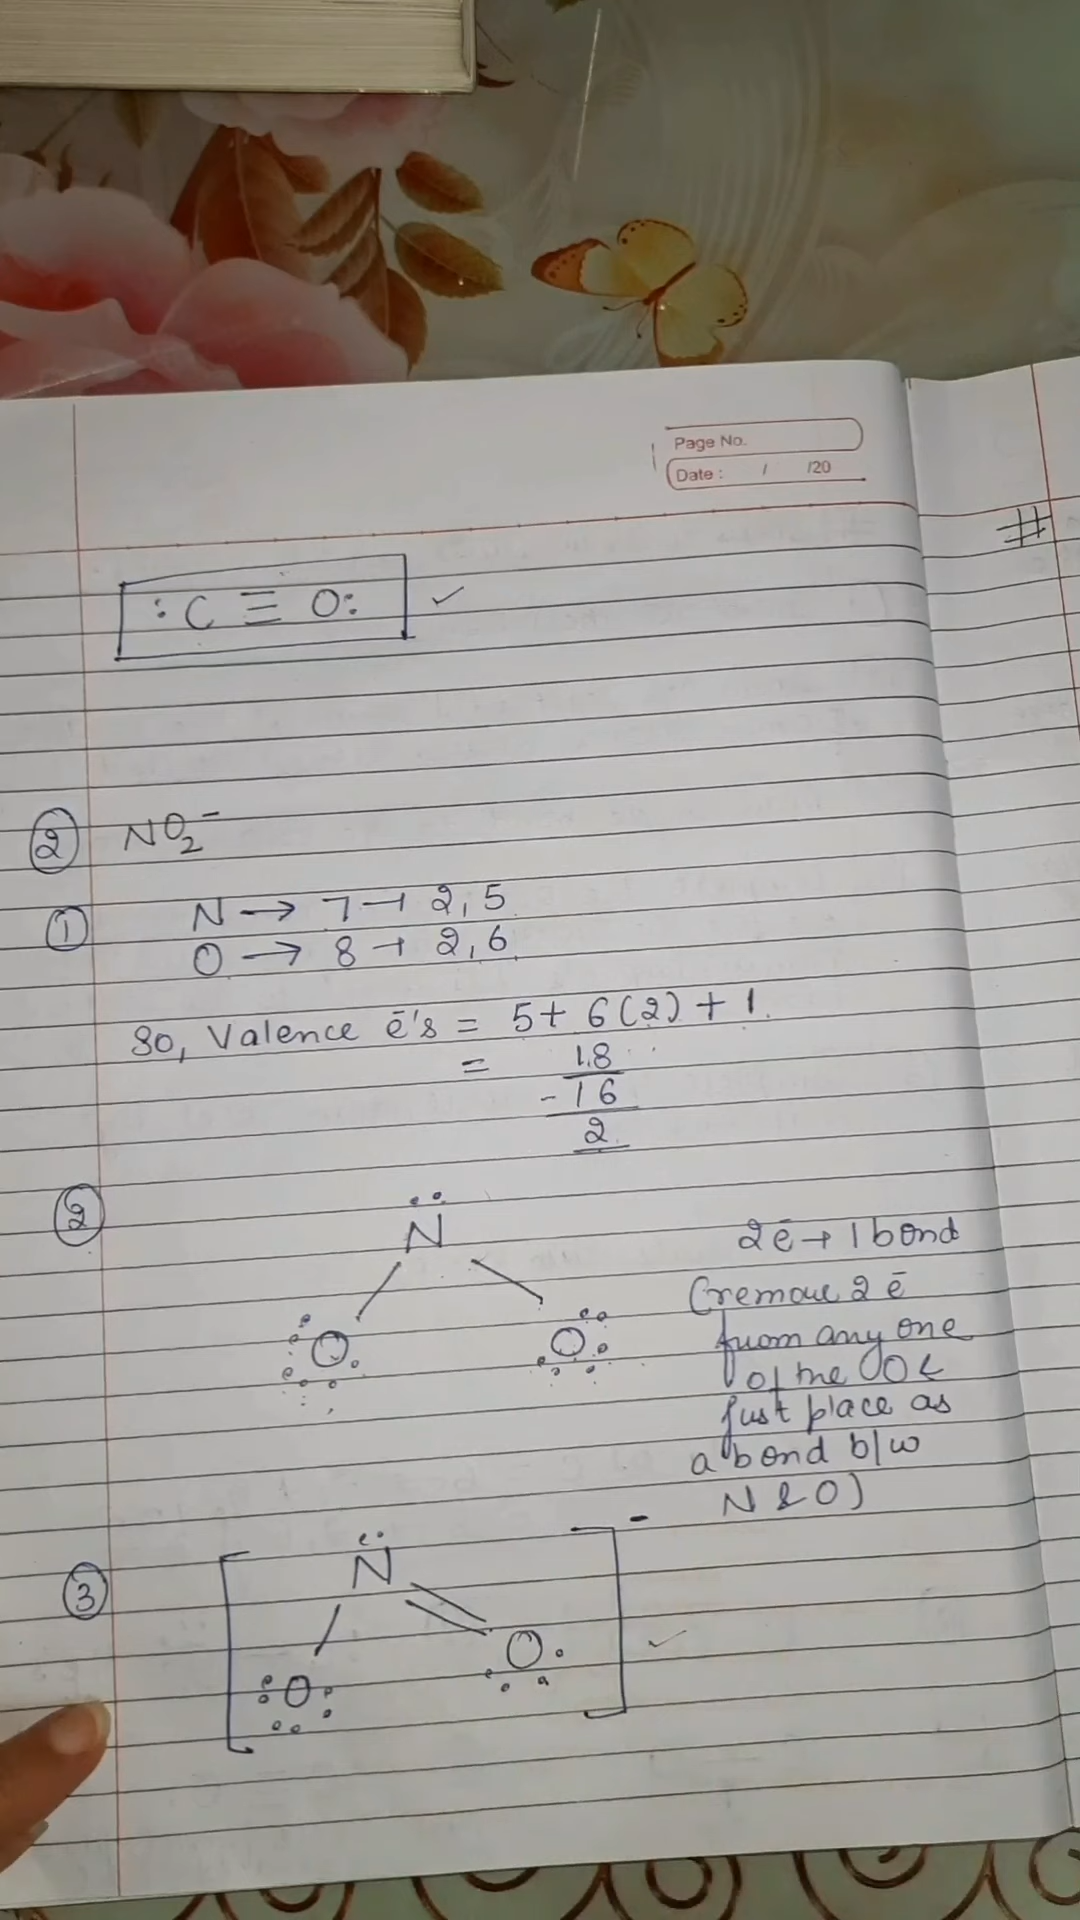 Page No.
Date : / /20
#
:C ≡ O: ✓
② NO₂⁻
① N → 7 → 2,5
O → 8 → 2,6
So, Valence ē's = 5 + 6(2) + 1
= 18
- 16
2
②
N
O O
2ē → 1 bond
(remove 2 ē
from any one
of the O &
just place as
a bond b/w
N & O)
③
[ N ]⁻
O O ✓